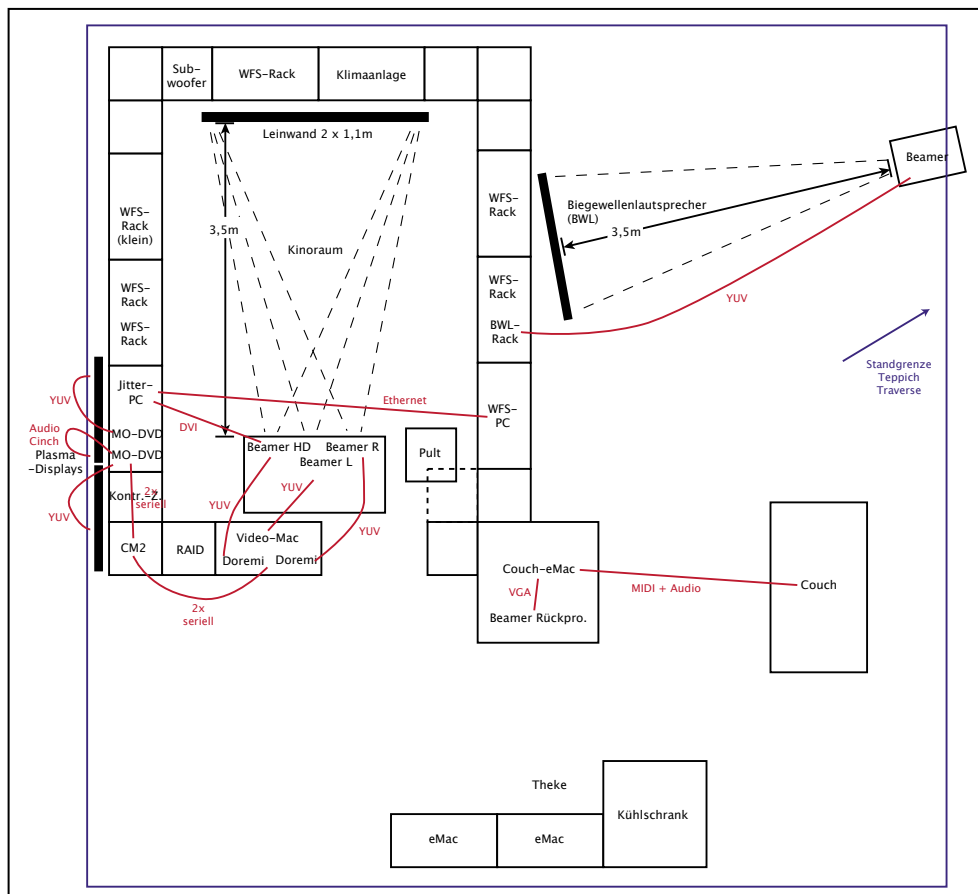 Sub-
woofer
WFS-Rack
Klimaanlage
Leinwand 2 x 1,1m
Beamer
WFS-
Rack
(klein)
3,5m
Kinoraum
WFS-
Rack
Biegewellenlautsprecher
(BWL)
3,5m
WFS-
Rack
WFS-
Rack
WFS-
Rack
BWL-
Rack
YUV
Standgrenze
Teppich
Traverse
Jitter-
PC
YUV
Ethernet
WFS-
PC
DVI
Audio
Cinch
MO-DVD
MO-DVD
Plasma
-Displays
Beamer HD
Beamer R
Beamer L
Pult
YUV
Kontr.-Z.
2x
seriell
YUV
YUV
YUV
CM2
RAID
Video-Mac
Doremi
Doremi
Couch-eMac
VGA
MIDI + Audio
Couch
Beamer Rückpro.
2x
seriell
Theke
Kühlschrank
eMac
eMac